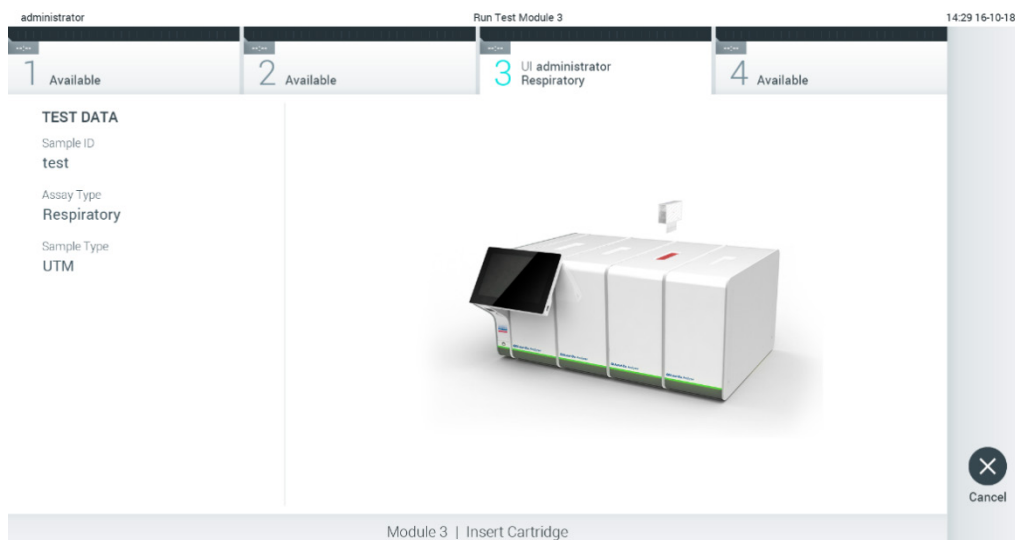 administrator
Run Test Module 3
14:29 16-10-18
1 Available
2 Available
3 UI administrator
Respiratory
4 Available
TEST DATA
Sample ID
test
Assay Type
Respiratory
Sample Type
UTM
Cancel
Module 3 | Insert Cartridge